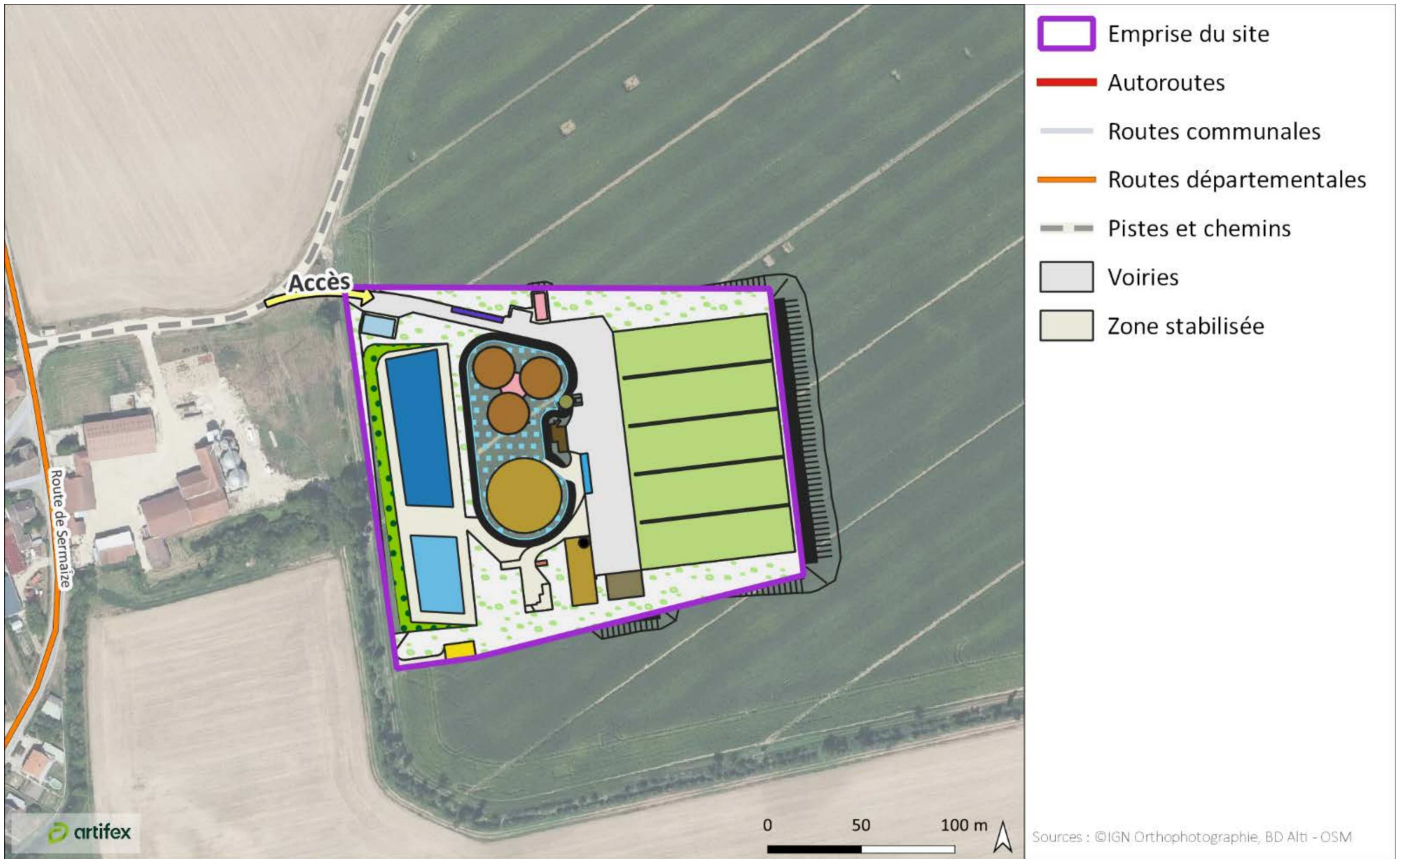 Accès
Route de Sermaize
artifex
0 50 100 m
Emprise du site
Autoroutes
Routes communales
Routes départementales
Pistes et chemins
Voiries
Zone stabilisée
Sources : ©IGN Orthophotographie, BD Alti - OSM